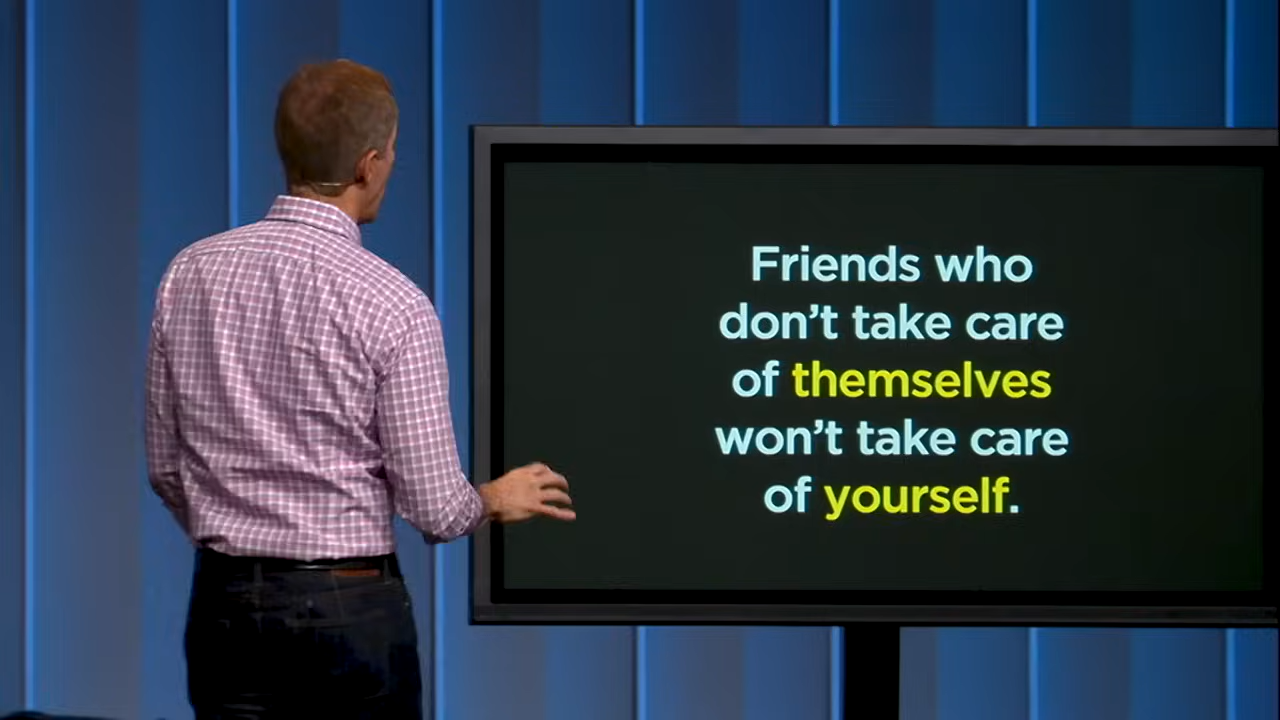 Friends who
don't take care
of themselves
won't take care
of yourself.